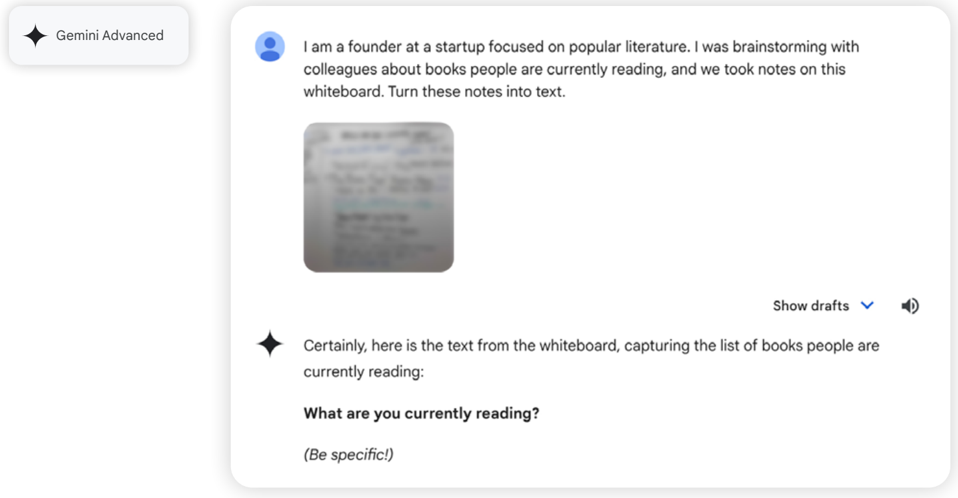 Gemini Advanced
I am a founder at a startup focused on popular literature. I was brainstorming with
colleagues about books people are currently reading, and we took notes on this
whiteboard. Turn these notes into text.
Show drafts
Certainly, here is the text from the whiteboard, capturing the list of books people are
currently reading:
What are you currently reading?
(Be specific!)